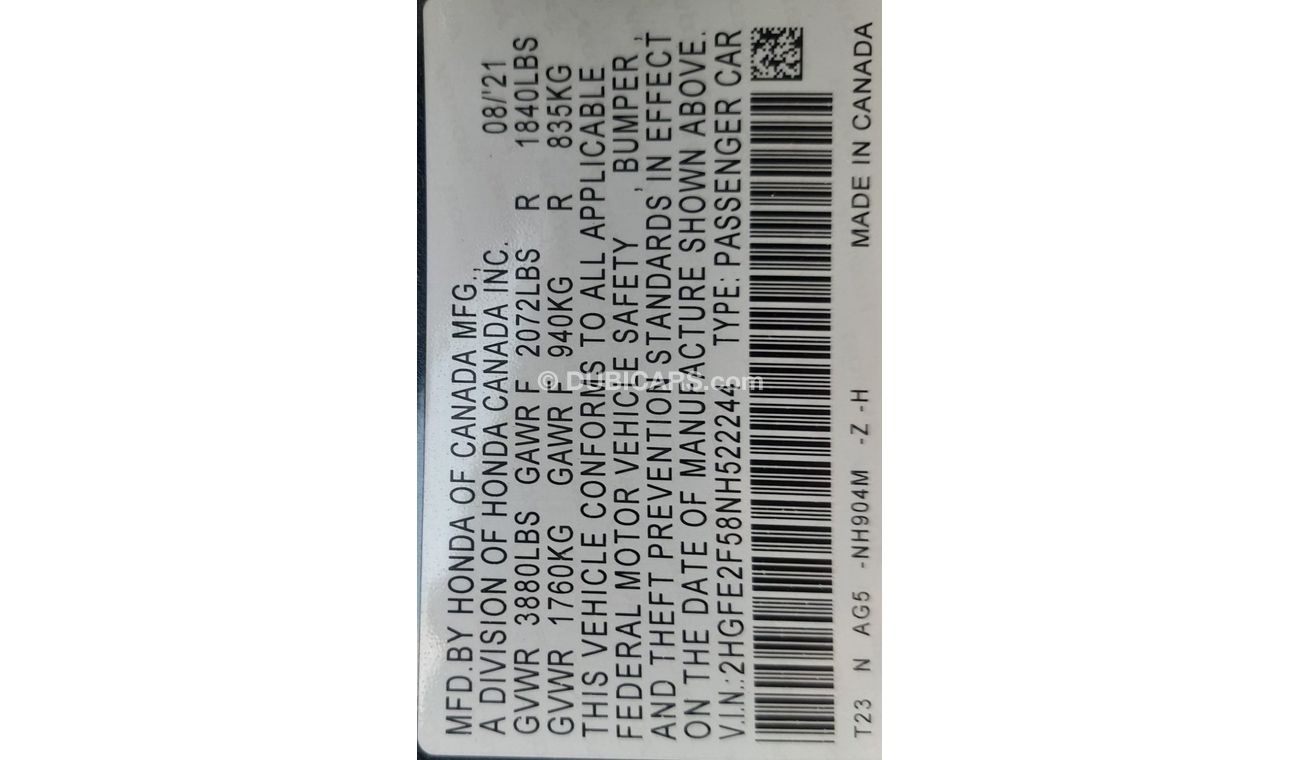 MFD.BY HONDA OF CANADA MFG.,
A DIVISION OF HONDA CANADA INC. 08/'21
GVWR 3880LBS GAWR F 2072LBS R 1840LBS
GVWR 1760KG GAWR F 940KG R 835KG
THIS VEHICLE CONFORMS TO ALL APPLICABLE
FEDERAL MOTOR VEHICLE SAFETY , BUMPER ,
AND THEFT PREVENTION STANDARDS IN EFFECT
ON THE DATE OF MANUFACTURE SHOWN ABOVE.
V.I.N.:2HGFE2F58NH522244 TYPE: PASSENGER CAR
T23 N AG5 -NH904M -Z -H MADE IN CANADA
© DUBICARS.com